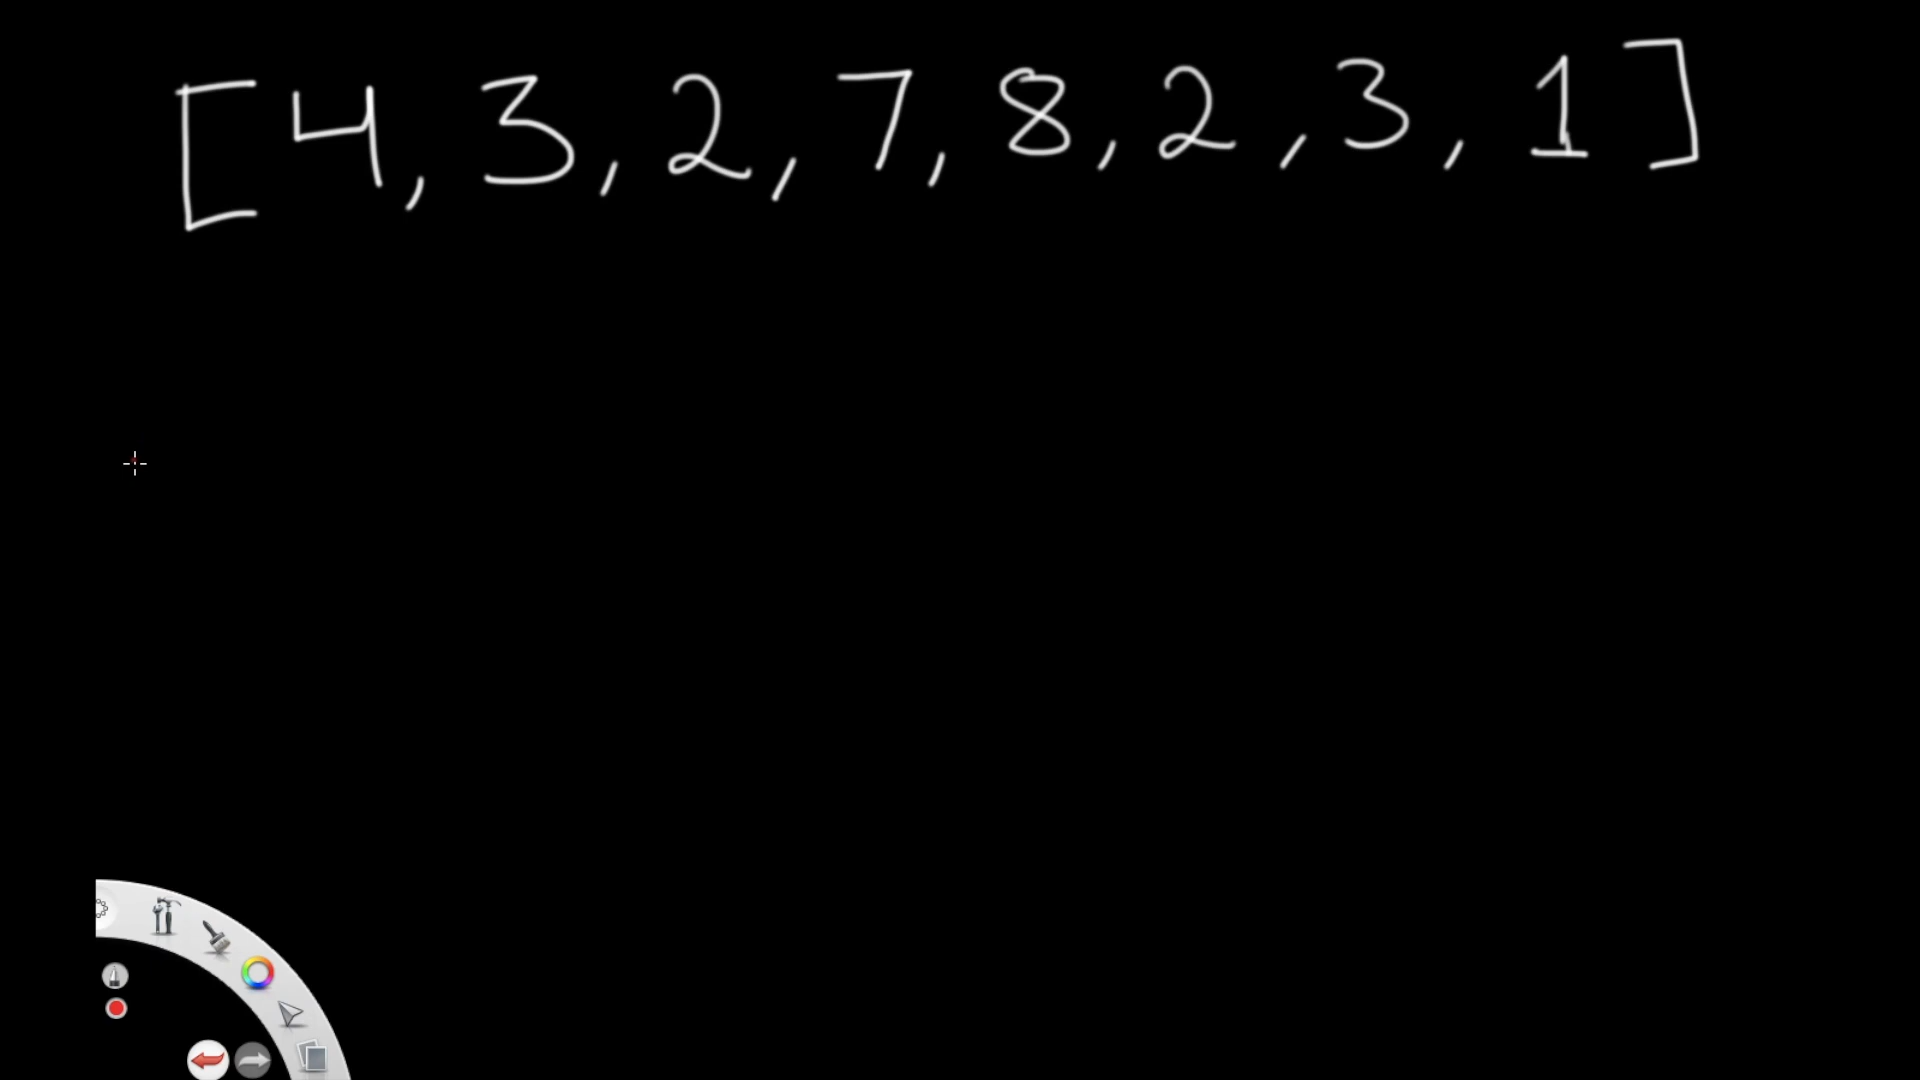 [4, 3, 2, 7, 8, 2, 3, 1]